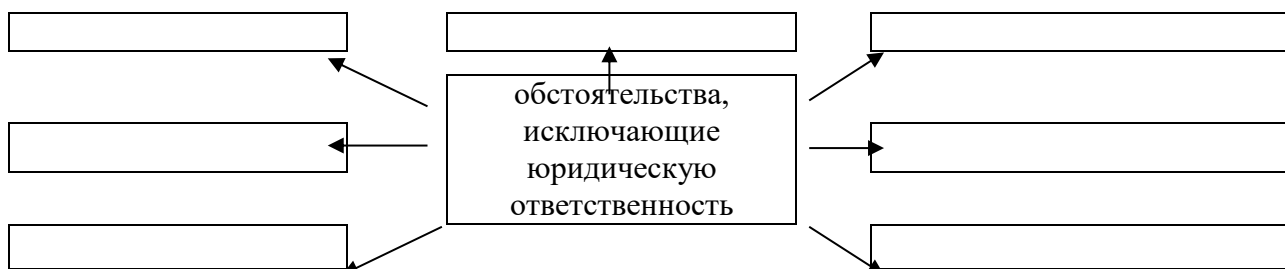 обстоятельства,
исключающие
юридическую
ответственность